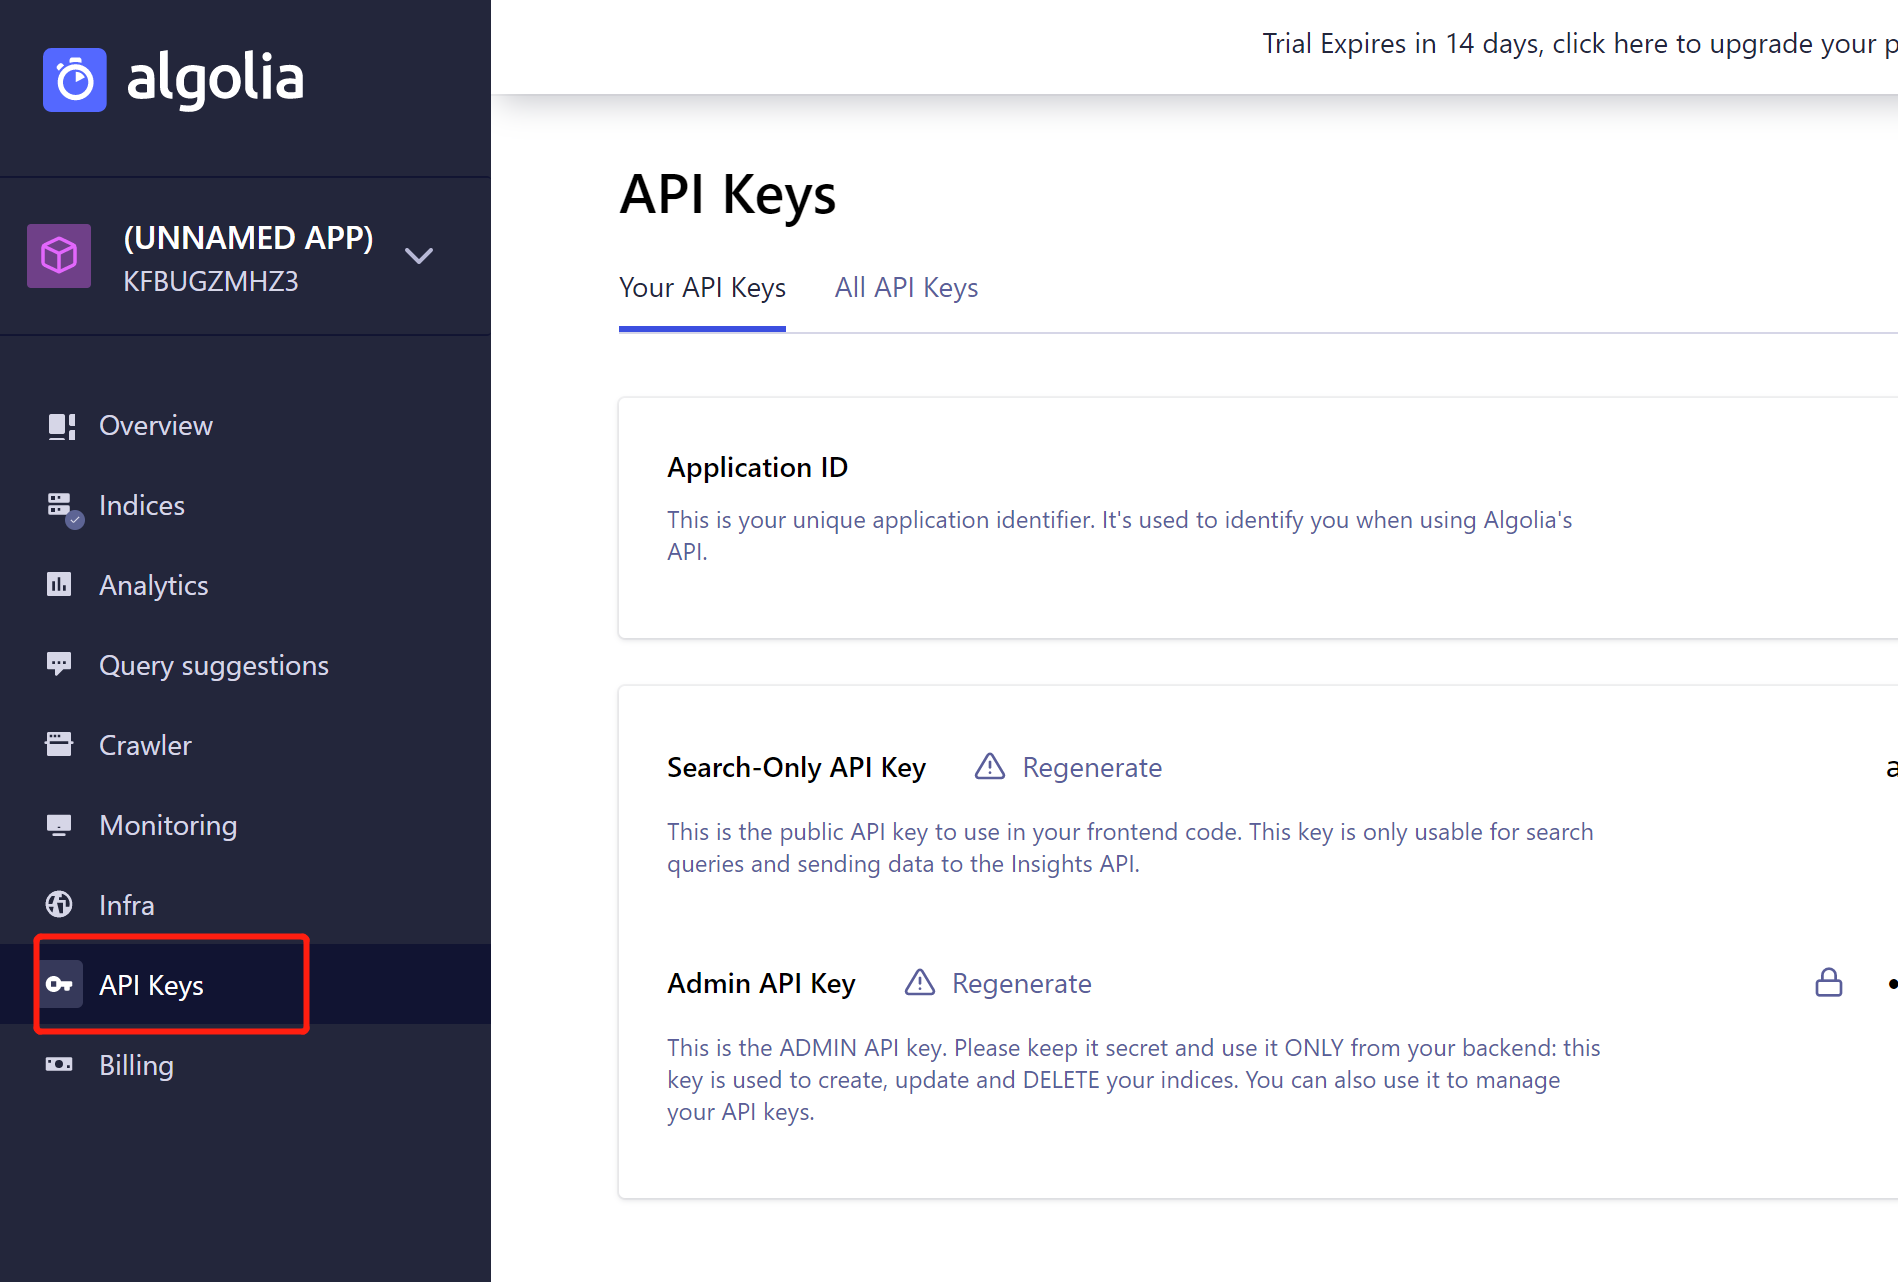 algolia
(UNNAMED APP)
KFBUGZMHZ3
Overview
Indices
Analytics
Query suggestions
Crawler
Monitoring
Infra
API Keys
Billing
Trial Expires in 14 days, click here to upgrade your p
API Keys
Your API Keys
All API Keys
Application ID
This is your unique application identifier. It's used to identify you when using Algolia's
API.
Search-Only API Key
Regenerate
a
This is the public API key to use in your frontend code. This key is only usable for search
queries and sending data to the Insights API.
Admin API Key
Regenerate
This is the ADMIN API key. Please keep it secret and use it ONLY from your backend: this
key is used to create, update and DELETE your indices. You can also use it to manage
your API keys.